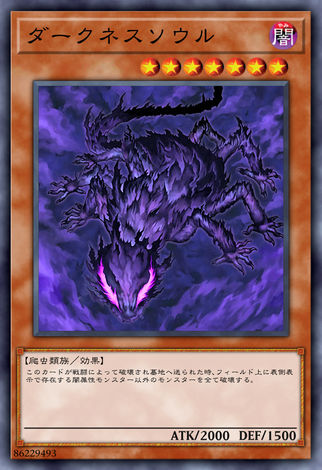 ダークネスソウル
やみ
闇
[爬虫類族／効果]
このカードが戦闘によって破壊され墓地へ送られた時、フィールド上に表側表
示で存在する闇属性モンスター以外のモンスターを全て破壊する。
ATK/2000 DEF/1500
86229493